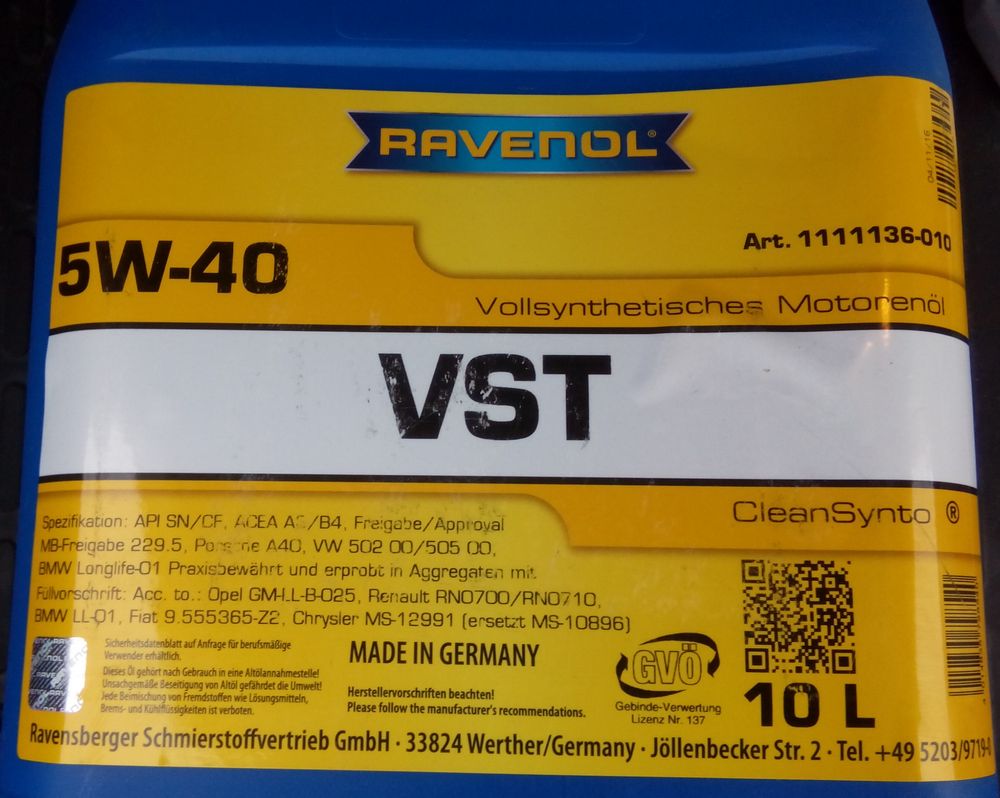 RAVENOL®
04/11/16
Art. 1111136-010
5W-40
Vollsynthetisches Motorenöl
VST
CleanSynto ®
Spezifikation: API SN/CF, ACEA A3/B4, Freigabe/Approval
MB-Freigabe 229.5, Porsche A40, VW 502 00/505 00,
BMW Longlife-01 Praxisbewährt und erprobt in Aggregaten mit
Füllvorschrift: Acc. to.: Opel GM-LL-B-025, Renault RN0700/RN0710,
BMW LL-01, Fiat 9.555365-Z2, Chrysler MS-12991 (ersetzt MS-10896)
Sicherheitsdatenblatt auf Anfrage für berufsmäßige
Verwender erhältlich.
Dieses Öl gehört nach Gebrauch in eine Altölannahmestelle!
Unsachgemäße Beseitigung von Altöl gefährdet die Umwelt!
Jede Beimischung von Fremdstoffen wie Lösungsmitteln,
Brems- und Kühlflüssigkeiten ist verboten.
MADE IN GERMANY
Herstellervorschriften beachten!
Please follow the manufacturer's recommendations.
GVÖ
Gebinde-Verwertung
Lizenz Nr. 137
10 L
Ravensberger Schmierstoffvertrieb GmbH · 33824 Werther/Germany · Jöllenbecker Str. 2 · Tel. +49 5203/9719-0